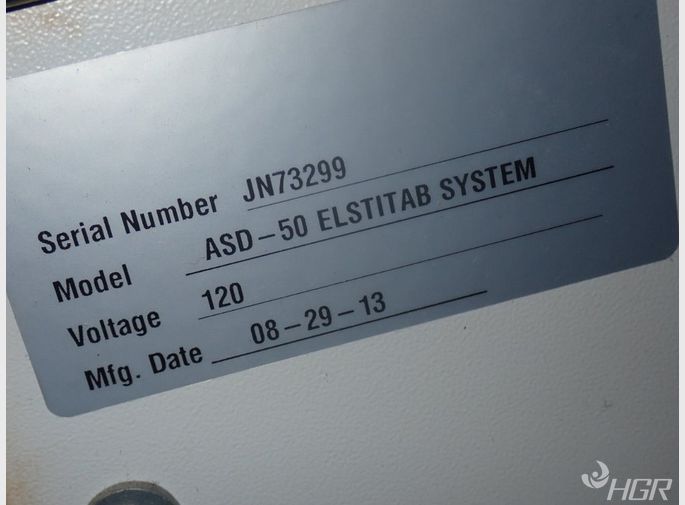 Serial Number JN73299
Model ASD-50 ELSTITAB SYSTEM
Voltage 120
Mfg. Date 08-29-13
HGR